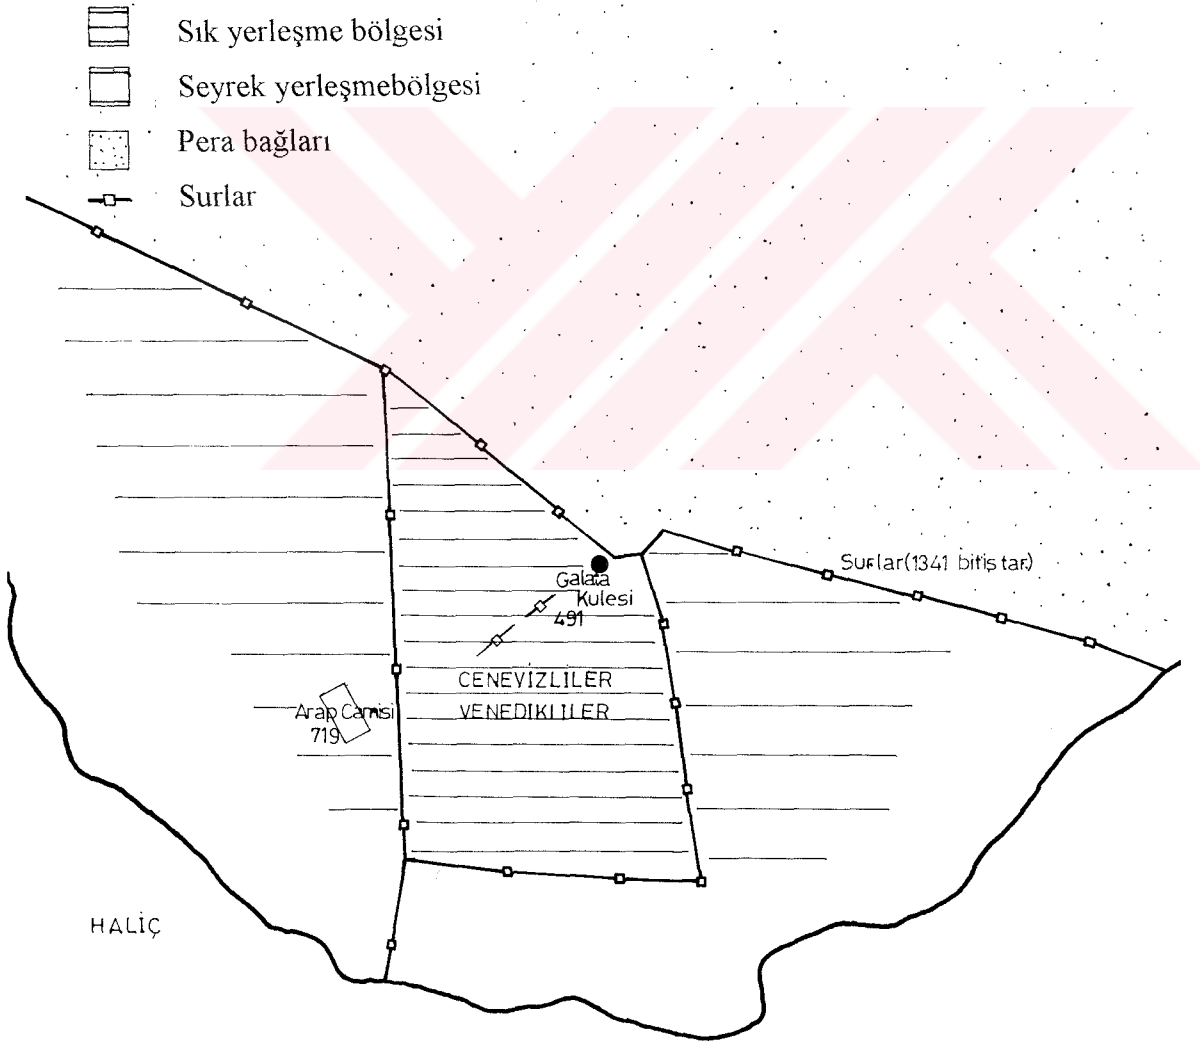 Sık yerleşme bölgesi
Seyrek yerleşmebölgesi
Pera bağları
Surlar
Surlar(1341 bitiş tar.)
Galata
Kulesi
491
CENEVİZLİLER
VENEDİKLİLER
Arap Camisi
719
HALİÇ